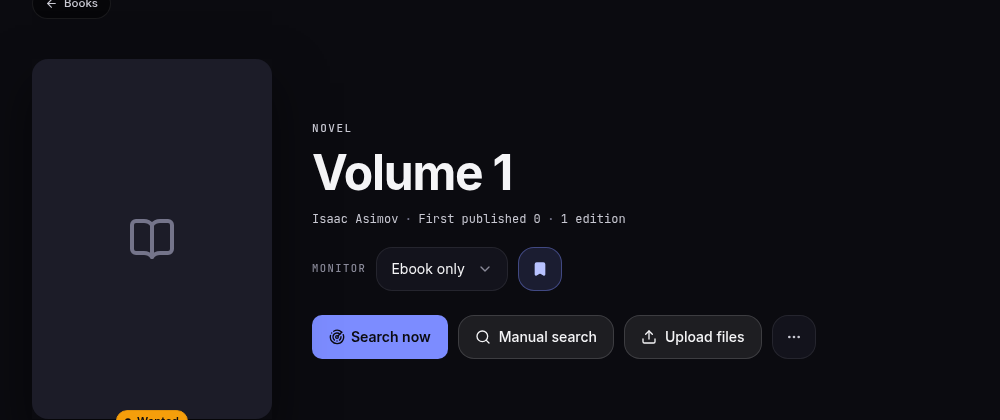 Books
NOVEL
Volume 1
Isaac Asimov · First published 0 · 1 edition
MONITOR
Ebook only
Search now
Manual search
Upload files
Wanted